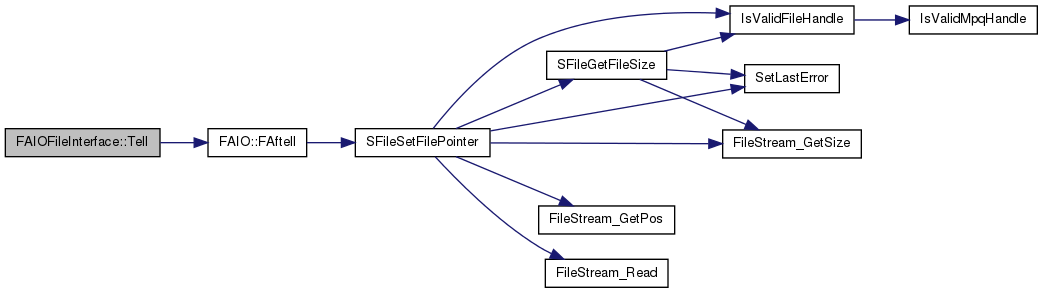 FAIOFileInterface::Tell
FAIO::FAftell
SFileSetFilePointer
SFileGetFileSize
IsValidFileHandle
IsValidMpqHandle
SetLastError
FileStream_GetSize
FileStream_GetPos
FileStream_Read